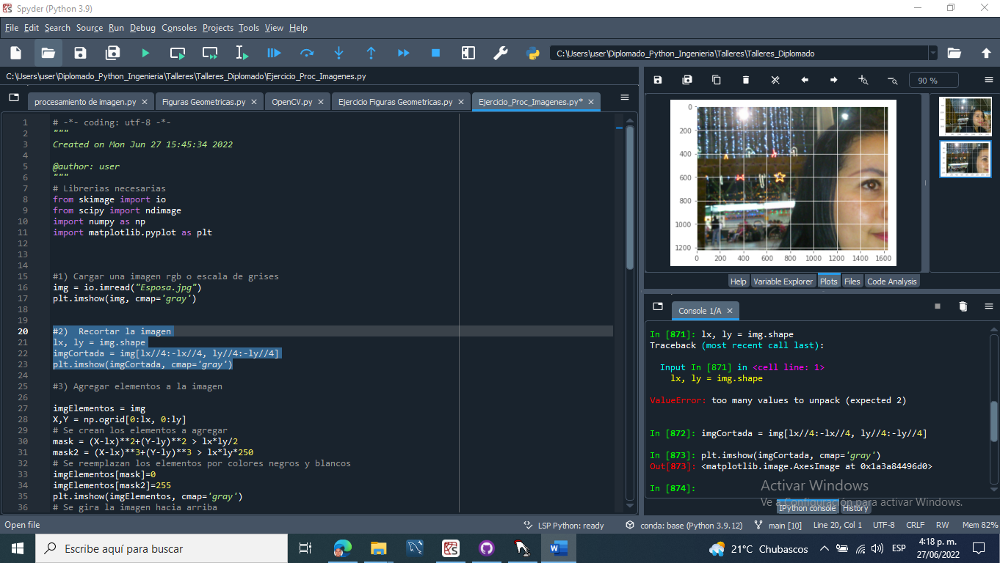 Spyder (Python 3.9)
File Edit Search Source Run Debug Consoles Projects Tools View Help
C:\Users\user\Diplomado_Python_Ingenieria\Talleres\Talleres_Diplomado
C:\Users\user\Diplomado_Python_Ingenieria\Talleres\Talleres_Diplomado\Ejercicio_Proc_Imagenes.py
procesamiento de imagen.py Figuras Geometricas.py OpenCV.py Ejercicio Figuras Geometricas.py Ejercicio_Proc_Imagenes.py*
1 # -*- coding: utf-8 -*-
2 """
3 Created on Mon Jun 27 15:45:34 2022
4
5 @author: user
6 """
7 # Librerias necesarias
8 from skimage import io
9 from scipy import ndimage
10 import numpy as np
11 import matplotlib.pyplot as plt
12
13
14
15 #1) Cargar una imagen rgb o escala de grises
16 img = io.imread("Esposa.jpg")
17 plt.imshow(img, cmap='gray')
18
19
20 #2)  Recortar la imagen
21 lx, ly = img.shape
22 imgCortada = img[lx//4:-lx//4, ly//4:-ly//4]
23 plt.imshow(imgCortada, cmap='gray')
24
25 #3) Agregar elementos a la imagen
26
27 imgElementos = img
28 X,Y = np.ogrid[0:lx, 0:ly]
29 # Se crean los elementos a agregar
30 mask = (X-lx)**2+(Y-ly)**2 > lx*ly/2
31 mask2 = (X-lx)**3+(Y-ly)**3 > lx*ly*250
32 # Se reemplazan los elementos por colores negros y blancos
33 imgElementos[mask]=0
34 imgElementos[mask2]=255
35 plt.imshow(imgElementos, cmap='gray')
36 # Se gira la imagen hacia arriba
90 %
0
200
400
600
800
1000
1200
0 200 400 600 800 1000 1200 1400 1600
Help Variable Explorer Plots Files Code Analysis
Console 1/A
In [871]: lx, ly = img.shape
Traceback (most recent call last):
Input In [871] in <cell line: 1>
lx, ly = img.shape
ValueError: too many values to unpack (expected 2)
In [872]: imgCortada = img[lx//4:-lx//4, ly//4:-ly//4]
In [873]: plt.imshow(imgCortada, cmap='gray')
Out[873]: <matplotlib.image.AxesImage at 0x1a3a84496d0>
In [874]:
Activar Windows
Ve a Configuración para activar Windows.
IPython console History
Open file LSP Python: ready conda: base (Python 3.9.12) main [10] Line 20, Col 1 UTF-8 CRLF RW Mem 82%
Escribe aquí para buscar
21°C Chubascos ESP
4:18 p. m.
27/06/2022